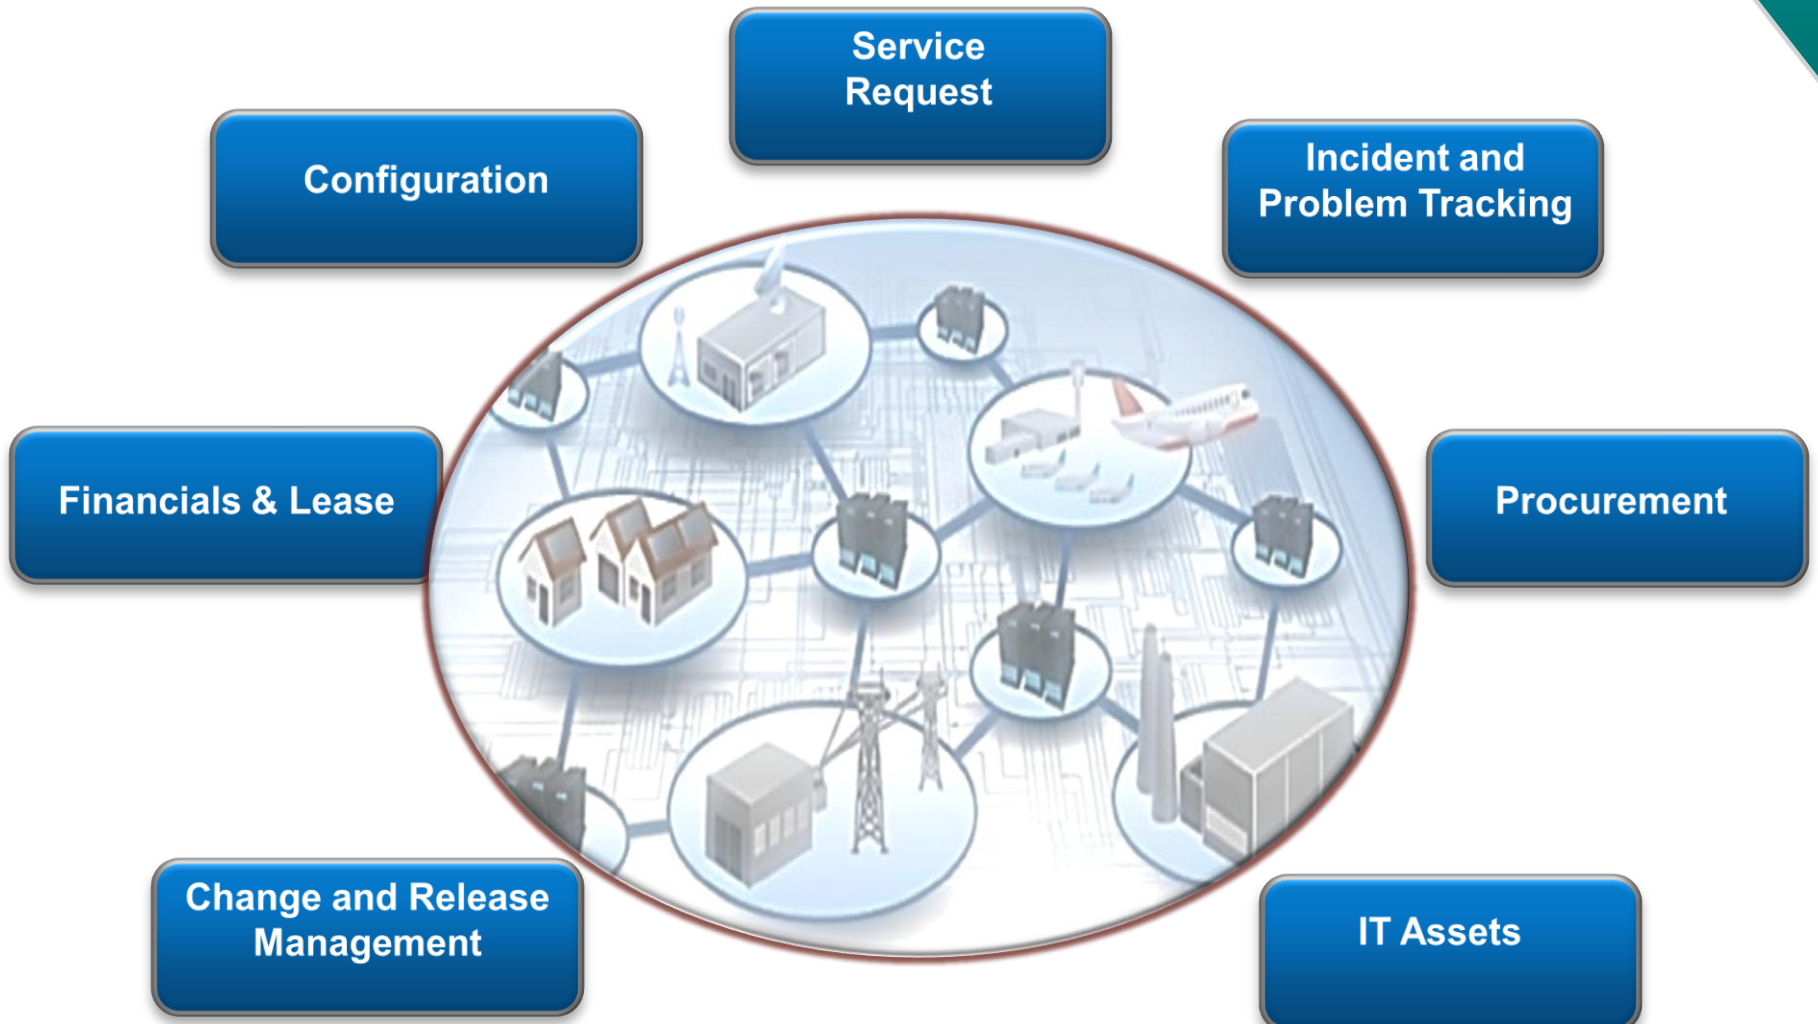 Service
Request
Configuration
Incident and
Problem Tracking
Financials & Lease
Procurement
Change and Release
Management
IT Assets